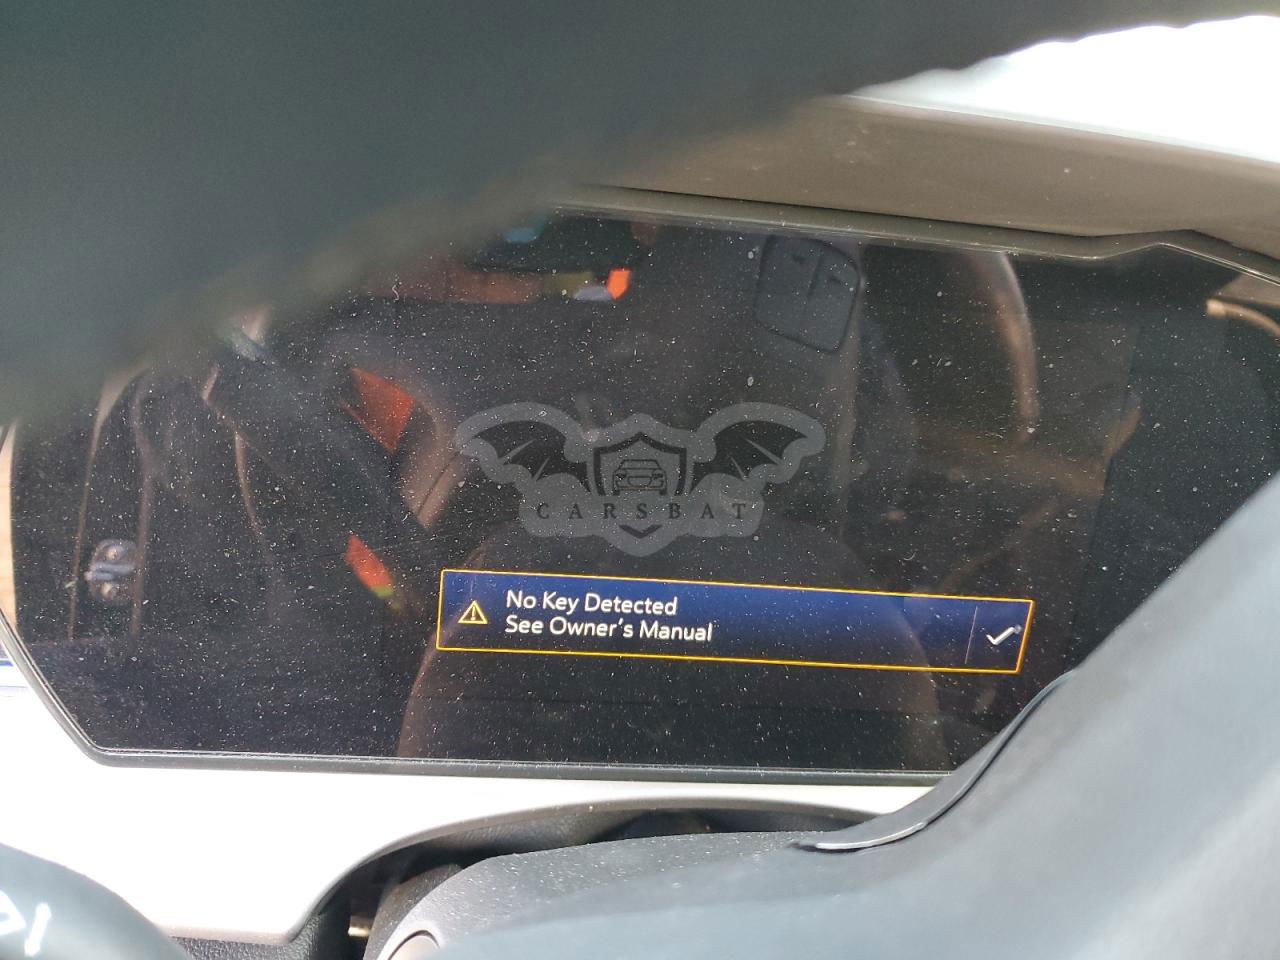 CARSBAT
No Key Detected
See Owner's Manual